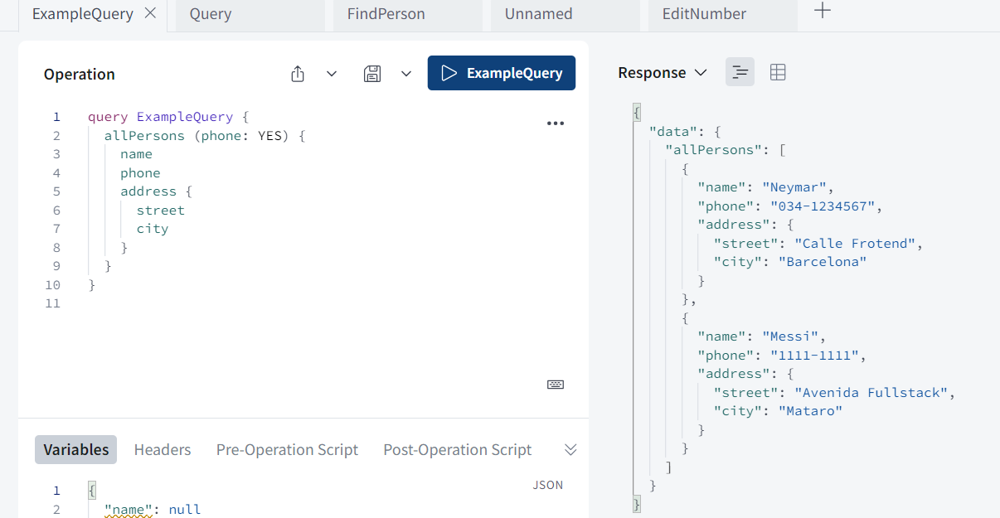 ExampleQuery
Query
FindPerson
Unnamed
EditNumber
Operation
ExampleQuery
1 query ExampleQuery {
2 allPersons (phone: YES) {
3 name
4 phone
5 address {
6 street
7 city
8 }
9 }
10 }
11
Variables Headers Pre-Operation Script Post-Operation Script
JSON
1 {
2 "name": null
Response
{
"data": {
"allPersons": [
{
"name": "Neymar",
"phone": "034-1234567",
"address": {
"street": "Calle Frotend",
"city": "Barcelona"
}
},
{
"name": "Messi",
"phone": "1111-1111",
"address": {
"street": "Avenida Fullstack",
"city": "Mataro"
}
}
]
}
}